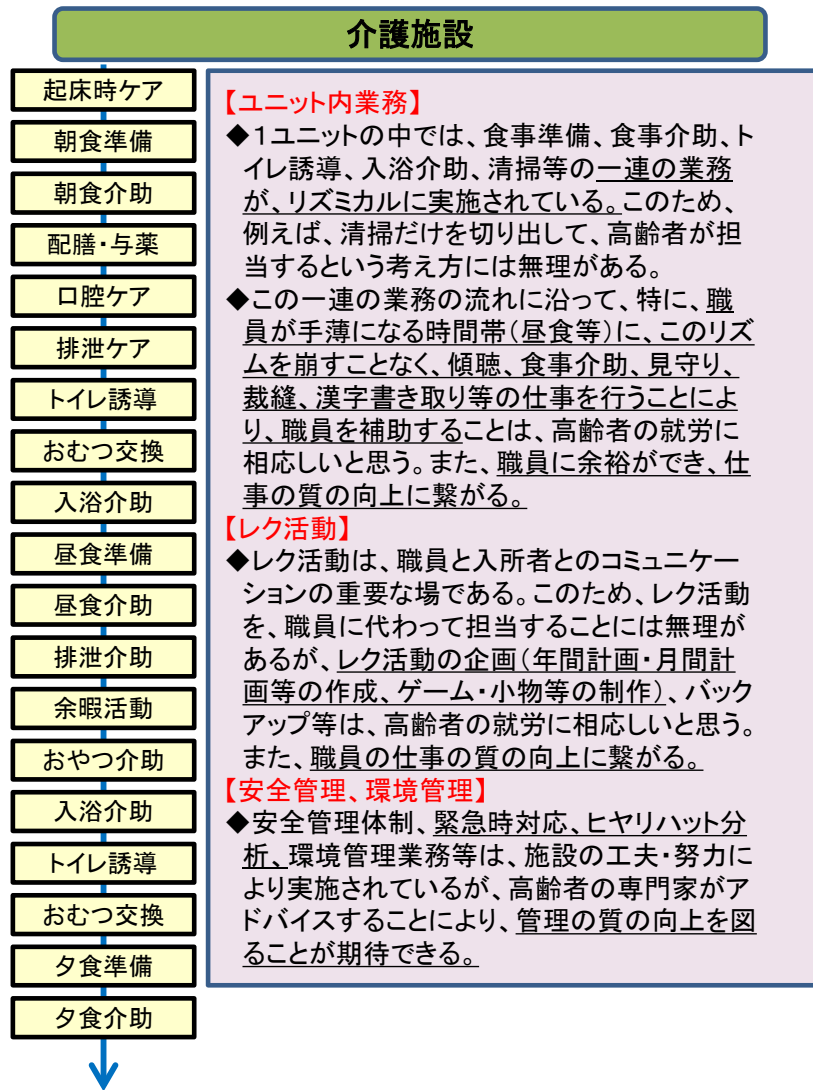 介護施設
起床時ケア
朝食準備
朝食介助
配膳・与薬
口腔ケア
排泄ケア
トイレ誘導
おむつ交換
入浴介助
昼食準備
昼食介助
排泄介助
余暇活動
おやつ介助
入浴介助
トイレ誘導
おむつ交換
夕食準備
夕食介助
【ユニット内業務】
◆１ユニットの中では、食事準備、食事介助、ト
イレ誘導、入浴介助、清掃等の一連の業務
が、リズミカルに実施されている。このため、
例えば、清掃だけを切り出して、高齢者が担
当するという考え方には無理がある。
◆この一連の業務の流れに沿って、特に、職
員が手薄になる時間帯（昼食等）に、このリズ
ムを崩すことなく、傾聴、食事介助、見守り、
裁縫、漢字書き取り等の仕事を行うことによ
り、職員を補助することは、高齢者の就労に
相応しいと思う。また、職員に余裕ができ、仕
事の質の向上に繋がる。
【レク活動】
◆レク活動は、職員と入所者とのコミュニケー
ションの重要な場である。このため、レク活動
を、職員に代わって担当することには無理が
あるが、レク活動の企画（年間計画・月間計
画等の作成、ゲーム・小物等の制作）、バック
アップ等は、高齢者の就労に相応しいと思う。
また、職員の仕事の質の向上に繋がる。
【安全管理、環境管理】
◆安全管理体制、緊急時対応、ヒヤリハット分
析、環境管理業務等は、施設の工夫・努力に
より実施されているが、高齢者の専門家がア
ドバイスすることにより、管理の質の向上を図
ることが期待できる。